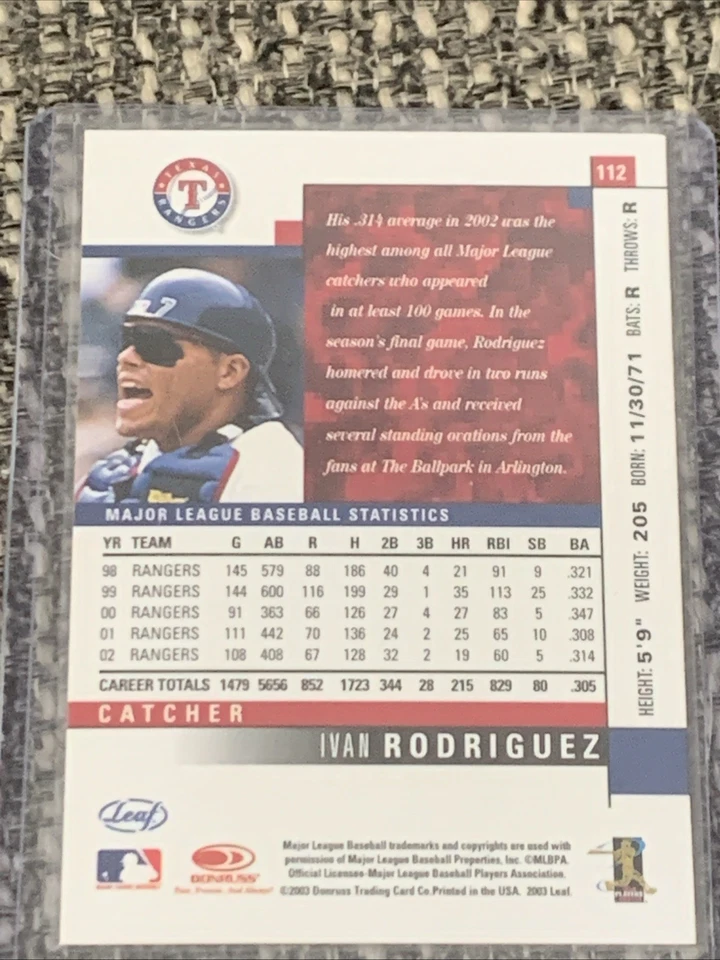 TEXAS
T
RANGERS
112
His .314 average in 2002 was the
highest among all Major League
catchers who appeared
in at least 100 games. In the
season's final game, Rodriguez
homered and drove in two runs
against the A's and received
several standing ovations from the
fans at The Ballpark in Arlington.
HEIGHT: 5'9" WEIGHT: 205 BORN: 11/30/71 BATS: R THROWS: R
MAJOR LEAGUE BASEBALL STATISTICS
YR TEAM G AB R H 2B 3B HR RBI SB BA
98 RANGERS 145 579 88 186 40 4 21 91 9 .321
99 RANGERS 144 600 116 199 29 1 35 113 25 .332
00 RANGERS 91 363 66 126 27 4 27 83 5 .347
01 RANGERS 111 442 70 136 24 2 25 65 10 .308
02 RANGERS 108 408 67 128 32 2 19 60 5 .314
CAREER TOTALS 1479 5656 852 1723 344 28 215 829 80 .305
CATCHER
IVAN RODRIGUEZ
Leaf
DONRUSS
Major League Baseball trademarks and copyrights are used with
permission of Major League Baseball Properties, Inc. ©MLBPA.
Official Licensee-Major League Baseball Players Association.
©2003 Donruss Trading Card Co. Printed in the USA. 2003 Leaf.
PLAYERS